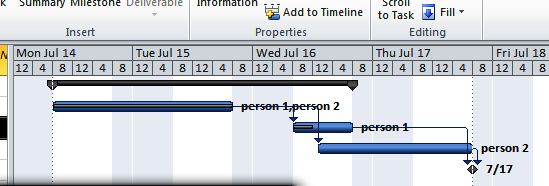 Summary Milestone Deliverable
Information
Add to Timeline
Scroll
to Task
Fill
Insert
Properties
Editing
Mon Jul 14
Tue Jul 15
Wed Jul 16
Thu Jul 17
Fri Jul 18
12 4 8 12 4 8 12 4 8 12 4 8 12 4 8 12 4 8 12 4 8 12 4 8 12 4
person 1,person 2
person 1
person 2
7/17